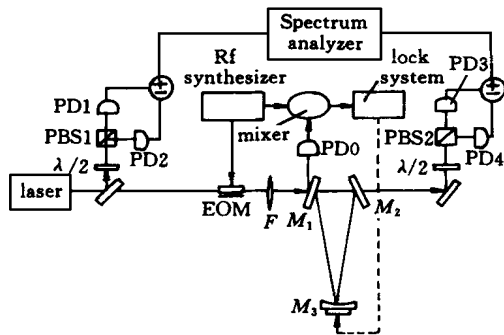 Spectrum
analyzer
Rf
synthesizer
lock
system
PD3
PD1
mixer
PBS1
PD2
PD0
PBS2
PD4
λ/2
λ/2
laser
EOM
F
M₁
M₂
M₃